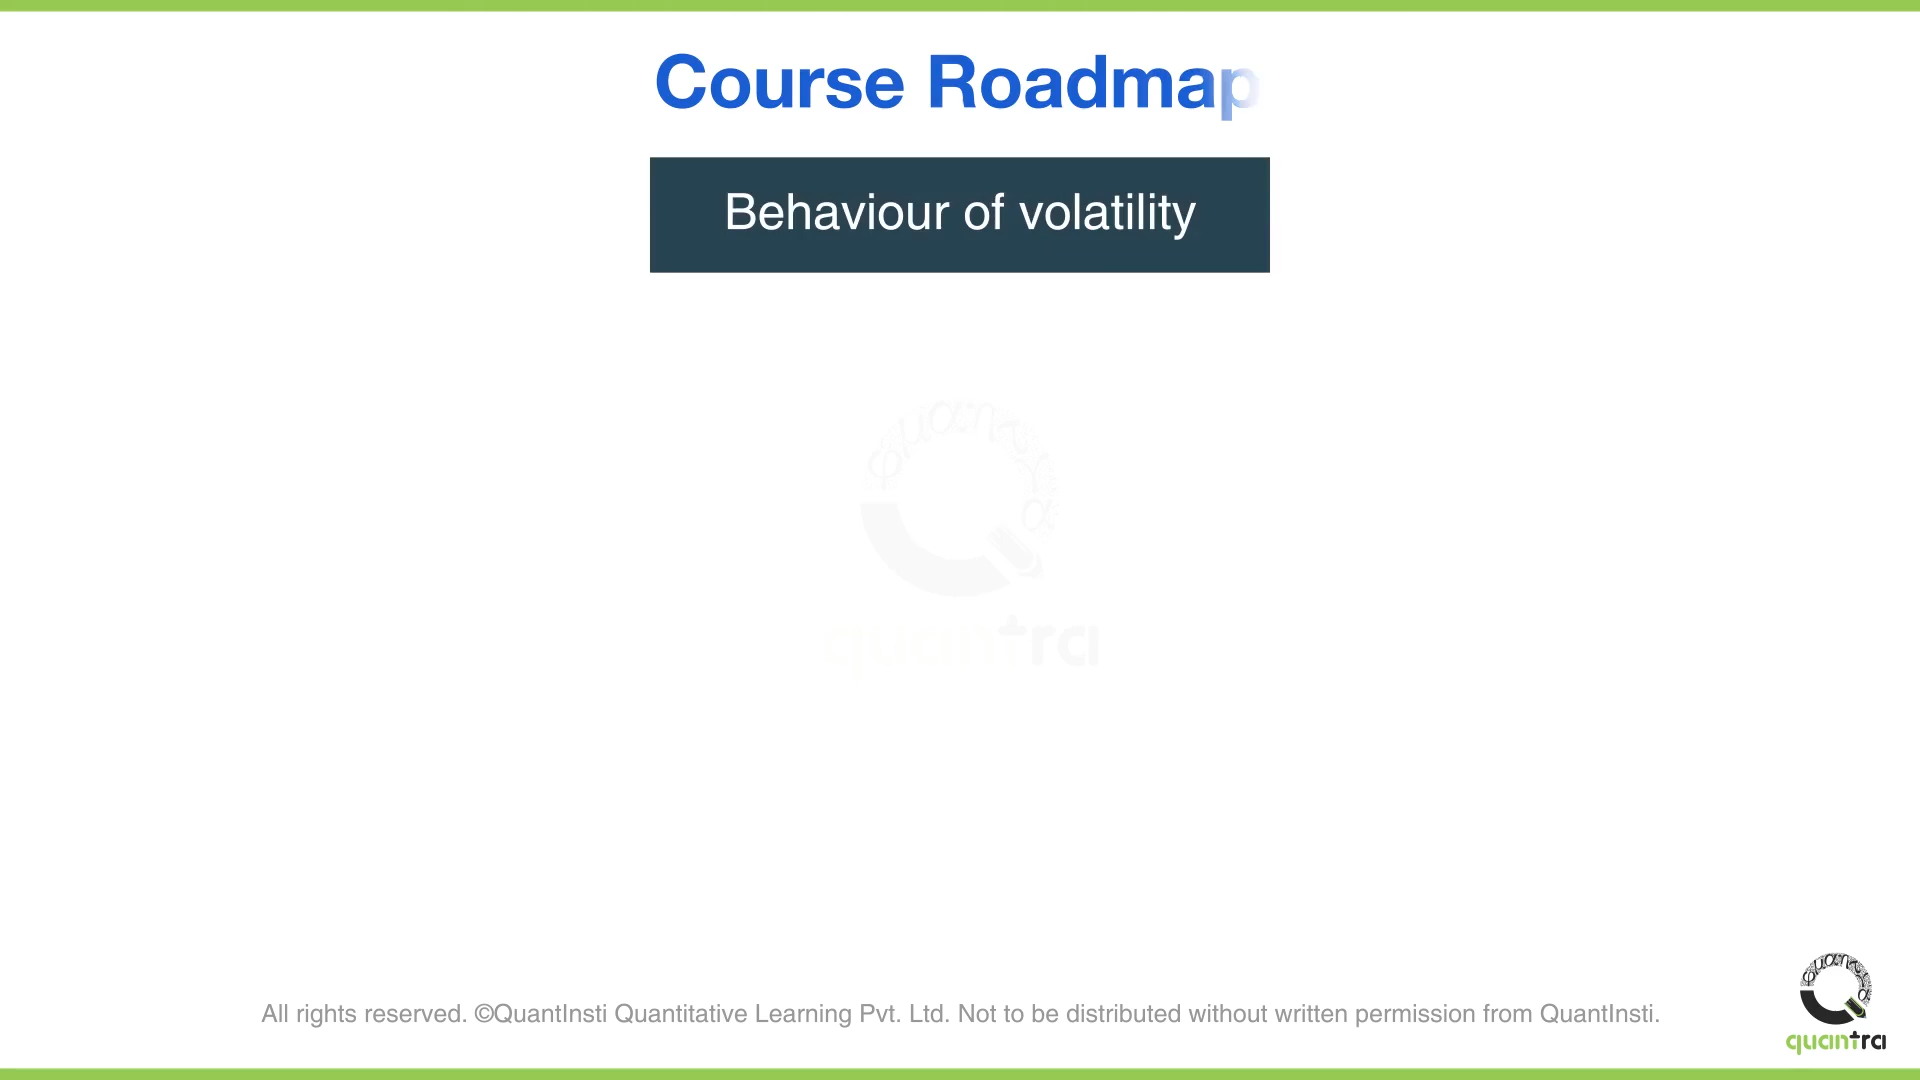 Course Roadmap
Behaviour of volatility
quantra
All rights reserved. ©QuantInsti Quantitative Learning Pvt. Ltd. Not to be distributed without written permission from QuantInsti.
quantra